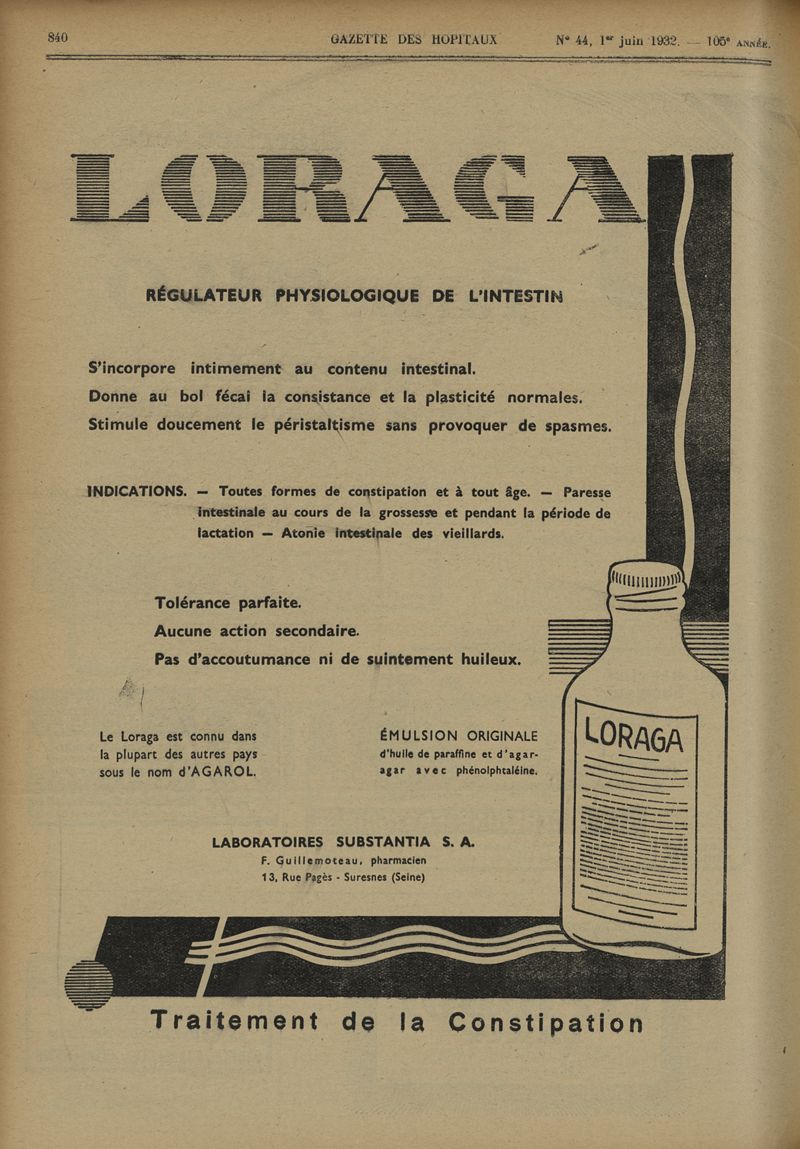 840 GAZETTE DES HOPITAUX N° 44, 1er juin 1932. — 105e ANNÉE.
LORAGA
RÉGULATEUR PHYSIOLOGIQUE DE L'INTESTIN
S'incorpore intimement au contenu intestinal.
Donne au bol fécal la consistance et la plasticité normales.
Stimule doucement le péristaltisme sans provoquer de spasmes.
INDICATIONS. — Toutes formes de constipation et à tout âge. — Paresse
intestinale au cours de la grossesse et pendant la période de
lactation — Atonie intestinale des vieillards.
Tolérance parfaite.
Aucune action secondaire.
Pas d'accoutumance ni de suintement huileux.
Le Loraga est connu dans
la plupart des autres pays
sous le nom d'AGAROL.
ÉMULSION ORIGINALE
d'huile de paraffine et d'agar-
agar avec phénolphtaléine.
LORAGA
LABORATOIRES SUBSTANTIA S. A.
F. Guillemoteau, pharmacien
13, Rue Pagès - Suresnes (Seine)
Traitement de la Constipation